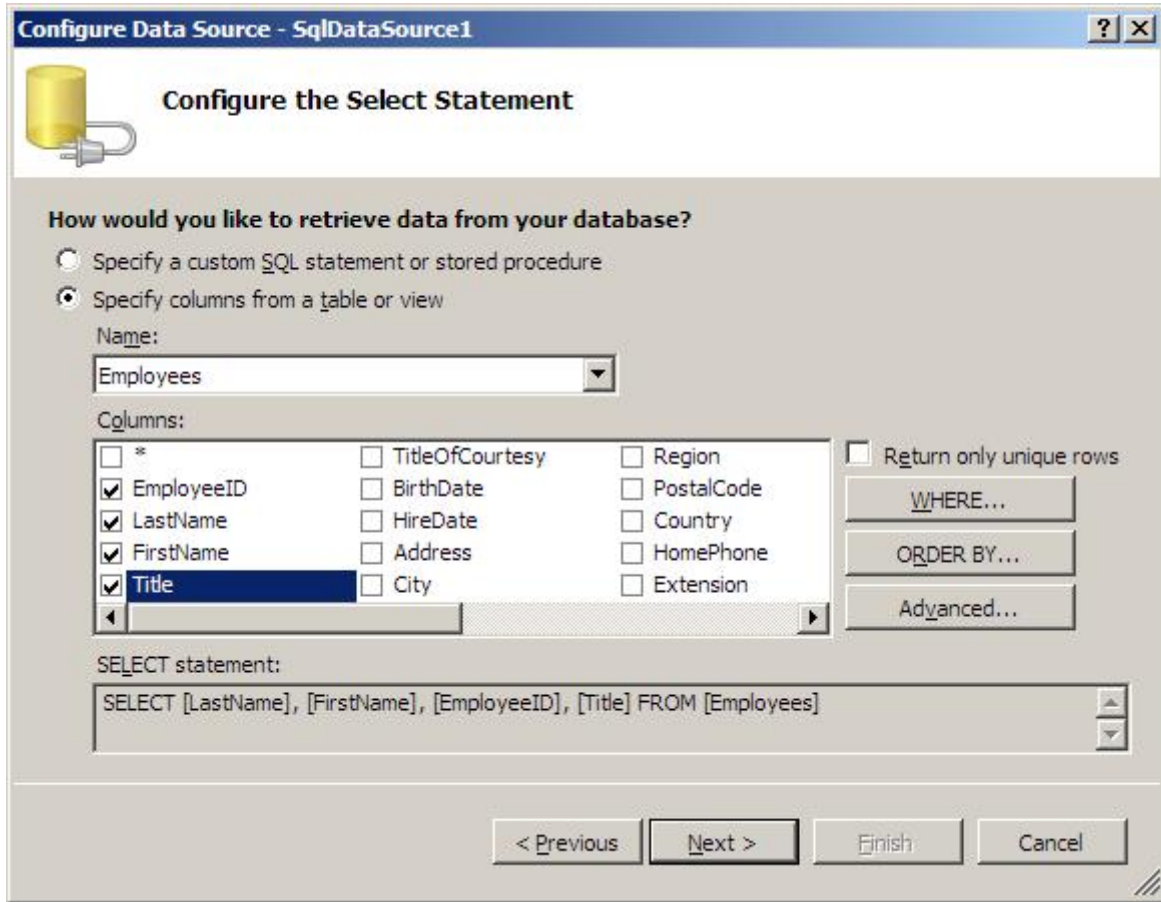 Configure Data Source - SqlDataSource1
Configure the Select Statement
How would you like to retrieve data from your database?
Specify a custom SQL statement or stored procedure
Specify columns from a table or view
Name:
Employees
Columns:
* TitleOfCourtesy Region Return only unique rows
EmployeeID BirthDate PostalCode WHERE...
LastName HireDate Country
FirstName Address HomePhone ORDER BY...
Title City Extension Advanced...
SELECT statement:
SELECT [LastName], [FirstName], [EmployeeID], [Title] FROM [Employees]
< Previous Next > Finish Cancel